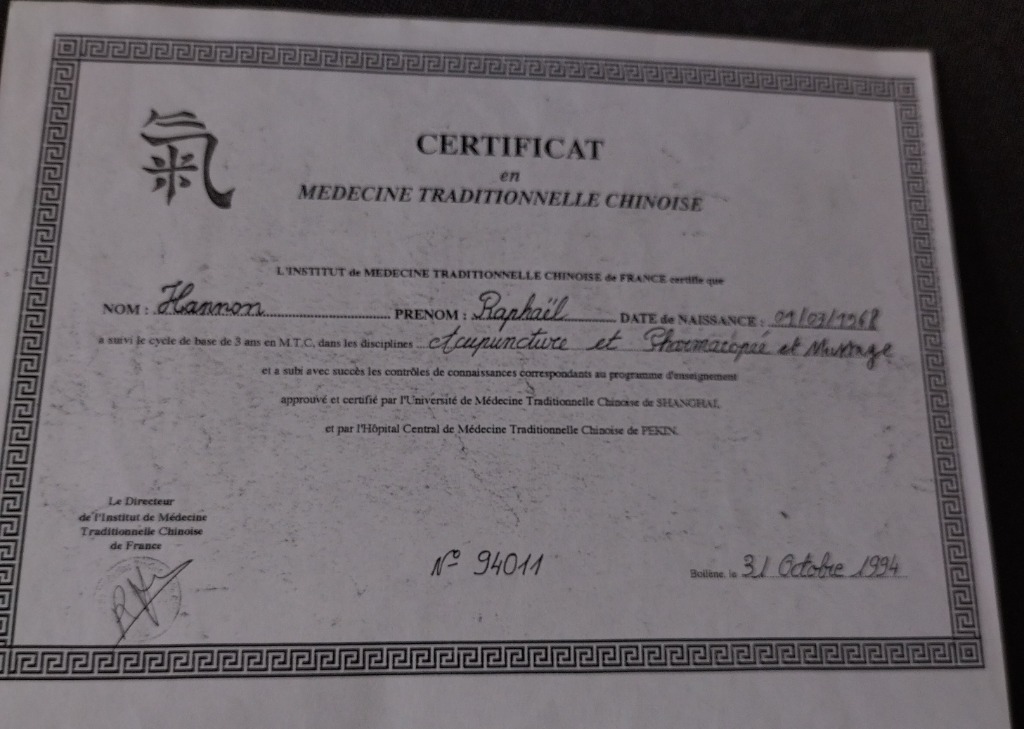 氣
CERTIFICAT
en
MEDECINE TRADITIONNELLE CHINOISE
L'INSTITUT de MEDECINE TRADITIONNELLE CHINOISE de FRANCE certifie que
NOM : Hannon PRENOM : Raphaël DATE de NAISSANCE : 01/03/1968
a suivi le cycle de base de 3 ans en M.T.C, dans les disciplines Acupuncture et Pharmacopée et Massage
et a subi avec succès les contrôles de connaissances correspondants au programme d'enseignement
approuvé et certifié par l'Université de Médecine Traditionnelle Chinoise de SHANGHAI,
et par l'Hôpital Central de Médecine Traditionnelle Chinoise de PEKIN.
Le Directeur
de l'Institut de Médecine
Traditionnelle Chinoise
de France
N° 94011
Bollène, le 31 Octobre 1994